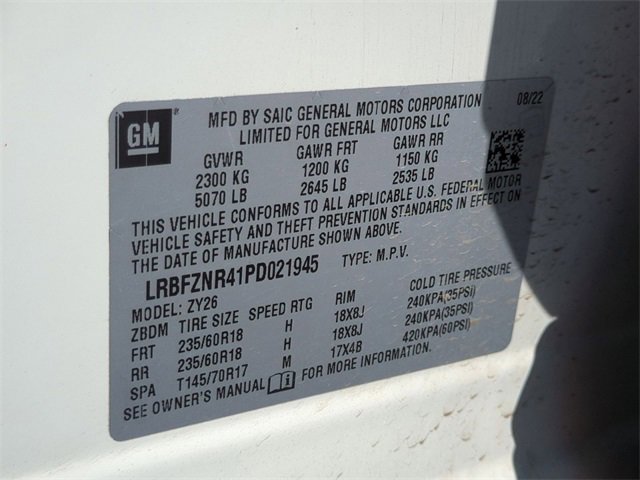 GM
MFD BY SAIC GENERAL MOTORS CORPORATION 08/22
LIMITED FOR GENERAL MOTORS LLC
GVWR GAWR FRT GAWR RR
2300 KG 1200 KG 1150 KG
5070 LB 2645 LB 2535 LB
THIS VEHICLE CONFORMS TO ALL APPLICABLE U.S. FEDERAL MOTOR
VEHICLE SAFETY AND THEFT PREVENTION STANDARDS IN EFFECT ON
THE DATE OF MANUFACTURE SHOWN ABOVE.
LRBFZNR41PD021945 TYPE: M.P.V.
MODEL: ZY26
ZBDM TIRE SIZE SPEED RTG RIM COLD TIRE PRESSURE
FRT 235/60R18 H 18X8J 240KPA(35PSI)
RR 235/60R18 H 18X8J 240KPA(35PSI)
SPA T145/70R17 M 17X4B 420KPA(60PSI)
SEE OWNER'S MANUAL FOR MORE INFORMATION.